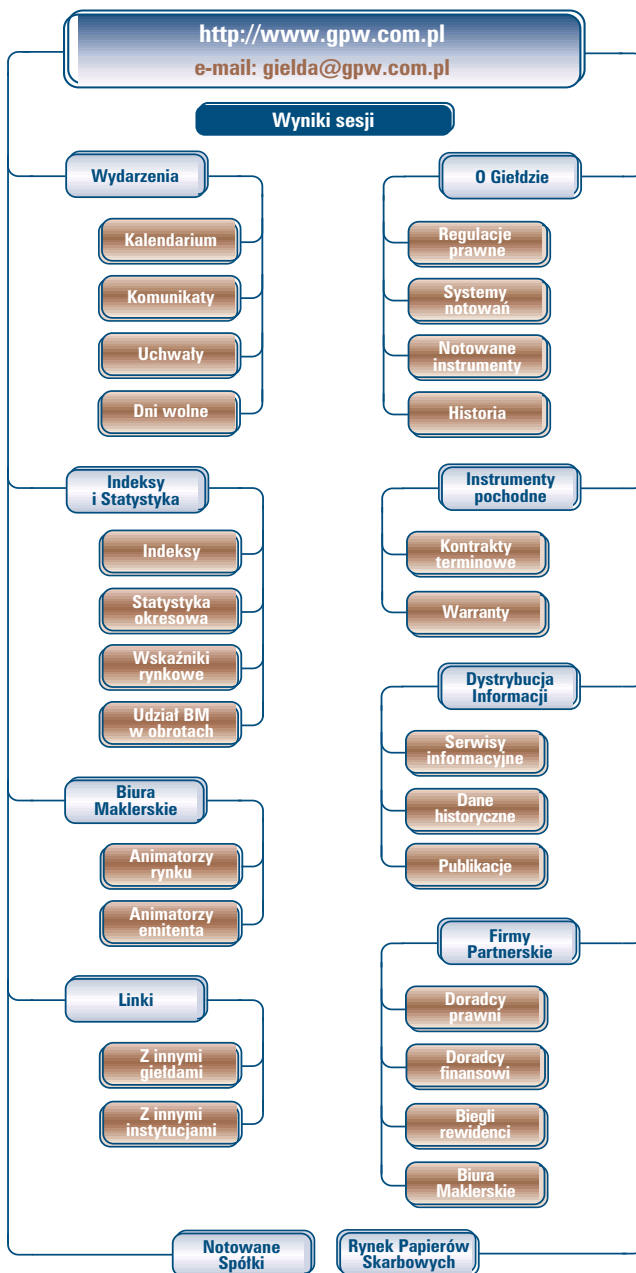 http://www.gpw.com.pl
e-mail: gielda@gpw.com.pl
Wyniki sesji
Wydarzenia
Kalendarium
Komunikaty
Uchwały
Dni wolne
Indeksy
i Statystyka
Indeksy
Statystyka
okresowa
Wskaźniki
rynkowe
Udział BM
w obrotach
Biura
Maklerskie
Animatorzy
rynku
Animatorzy
emitenta
Linki
Z innymi
giełdami
Z innymi
instytucjami
Notowane
Spółki
O Giełdzie
Regulacje
prawne
Systemy
notowań
Notowane
instrumenty
Historia
Instrumenty
pochodne
Kontrakty
terminowe
Warranty
Dystrybucja
Informacji
Serwisy
informacyjne
Dane
historyczne
Publikacje
Firmy
Partnerskie
Doradcy
prawni
Doradcy
finansowi
Biegli
rewidenci
Biura
Maklerskie
Rynek Papierów
Skarbowych